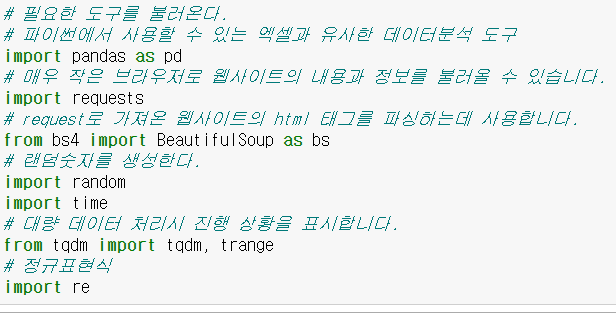 # 필요한 도구를 불러온다.
# 파이썬에서 사용할 수 있는 엑셀과 유사한 데이터분석 도구
import pandas as pd
# 매우 작은 브라우저로 웹사이트의 내용과 정보를 불러올 수 있습니다.
import requests
# request로 가져온 웹사이트의 html 태그를 파싱하는데 사용합니다.
from bs4 import BeautifulSoup as bs
# 랜덤숫자를 생성한다.
import random
import time
# 대량 데이터 처리시 진행 상황을 표시합니다.
from tqdm import tqdm, trange
# 정규표현식
import re